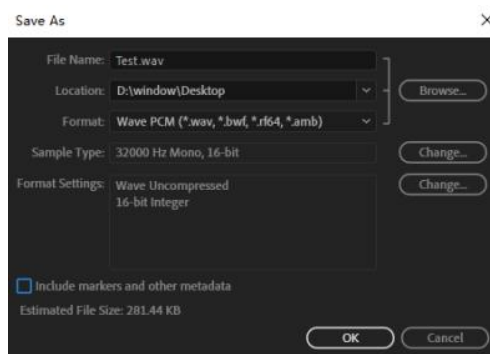 Save As
File Name: Test.wav
Location: D:\window\Desktop Browse...
Format: Wave PCM (*.wav, *.bwf, *.rf64, *.amb)
Sample Type: 32000 Hz Mono, 16-bit Change...
Format Settings: Wave Uncompressed Change...
16-bit Integer
Include markers and other metadata
Estimated File Size: 281.44 KB
OK Cancel